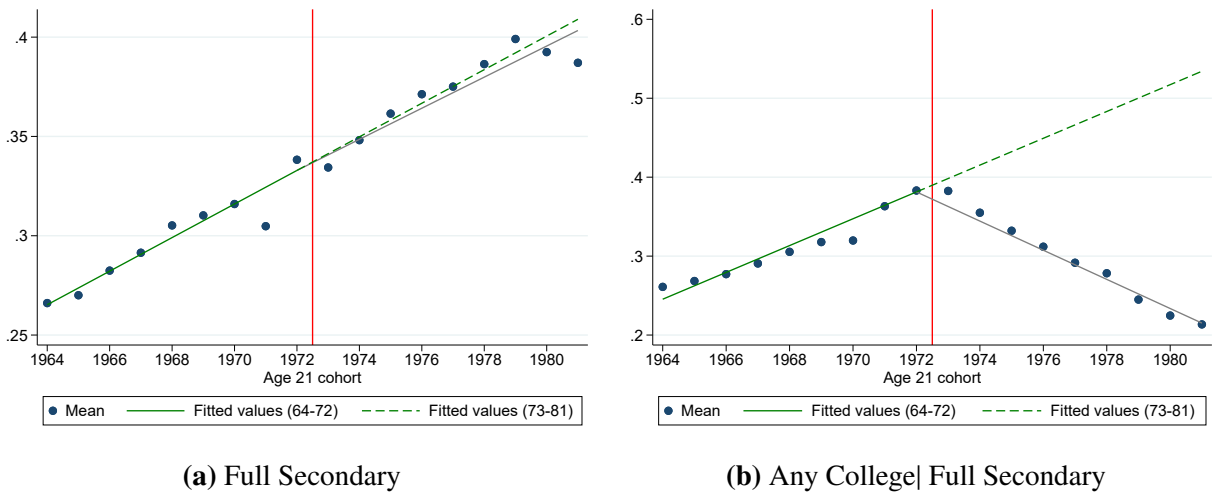 .4
.35
.3
.25
1964 1966 1968 1970 1972 1974 1976 1978 1980
Age 21 cohort
Mean Fitted values (64-72) Fitted values (73-81)
(a) Full Secondary
.6
.5
.4
.3
.2
1964 1966 1968 1970 1972 1974 1976 1978 1980
Age 21 cohort
Mean Fitted values (64-72) Fitted values (73-81)
(b) Any College| Full Secondary